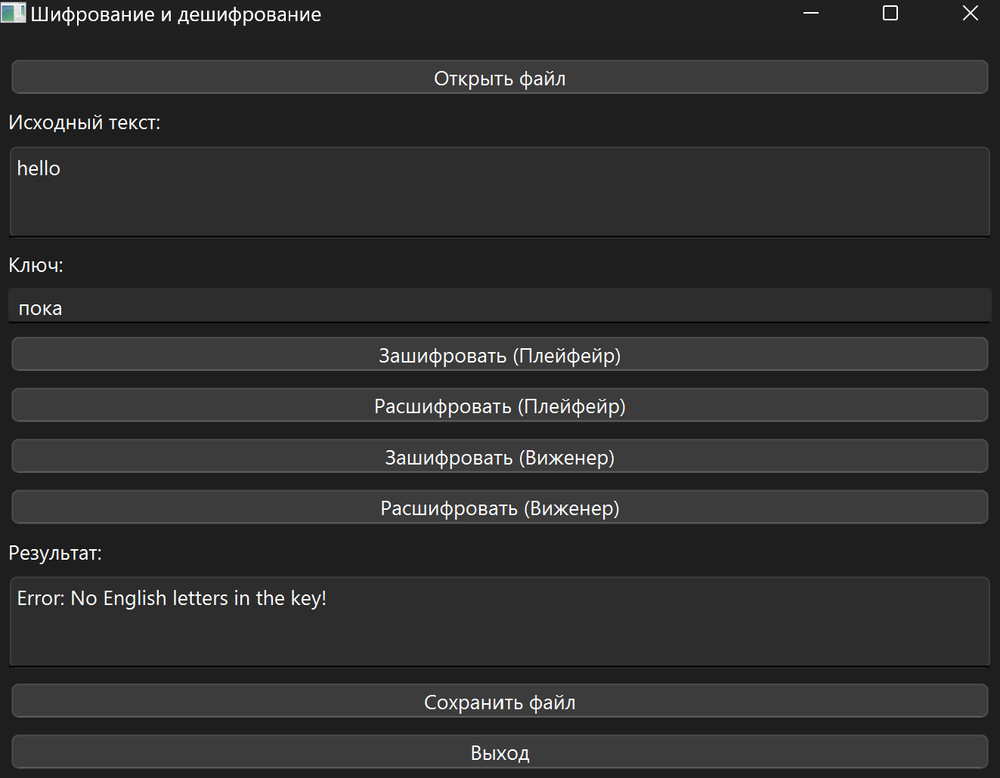 Шифрование и дешифрование
Открыть файл
Исходный текст:
hello
Ключ:
пока
Зашифровать (Плейфейр)
Расшифровать (Плейфейр)
Зашифровать (Виженер)
Расшифровать (Виженер)
Результат:
Error: No English letters in the key!
Сохранить файл
Выход